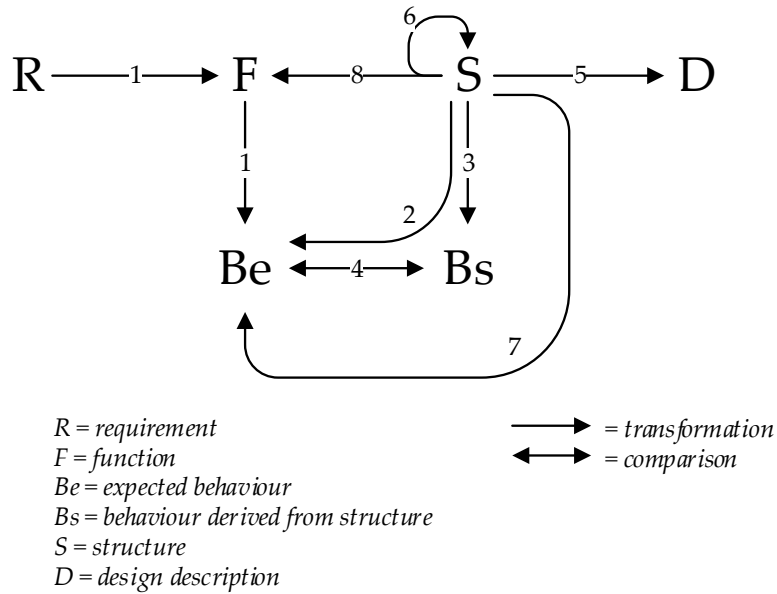 6
R 1 F 8 S 5 D
1 3
2
Be 4 Bs
7
R = requirement
F = function
Be = expected behaviour
Bs = behaviour derived from structure
S = structure
D = design description
= transformation
= comparison